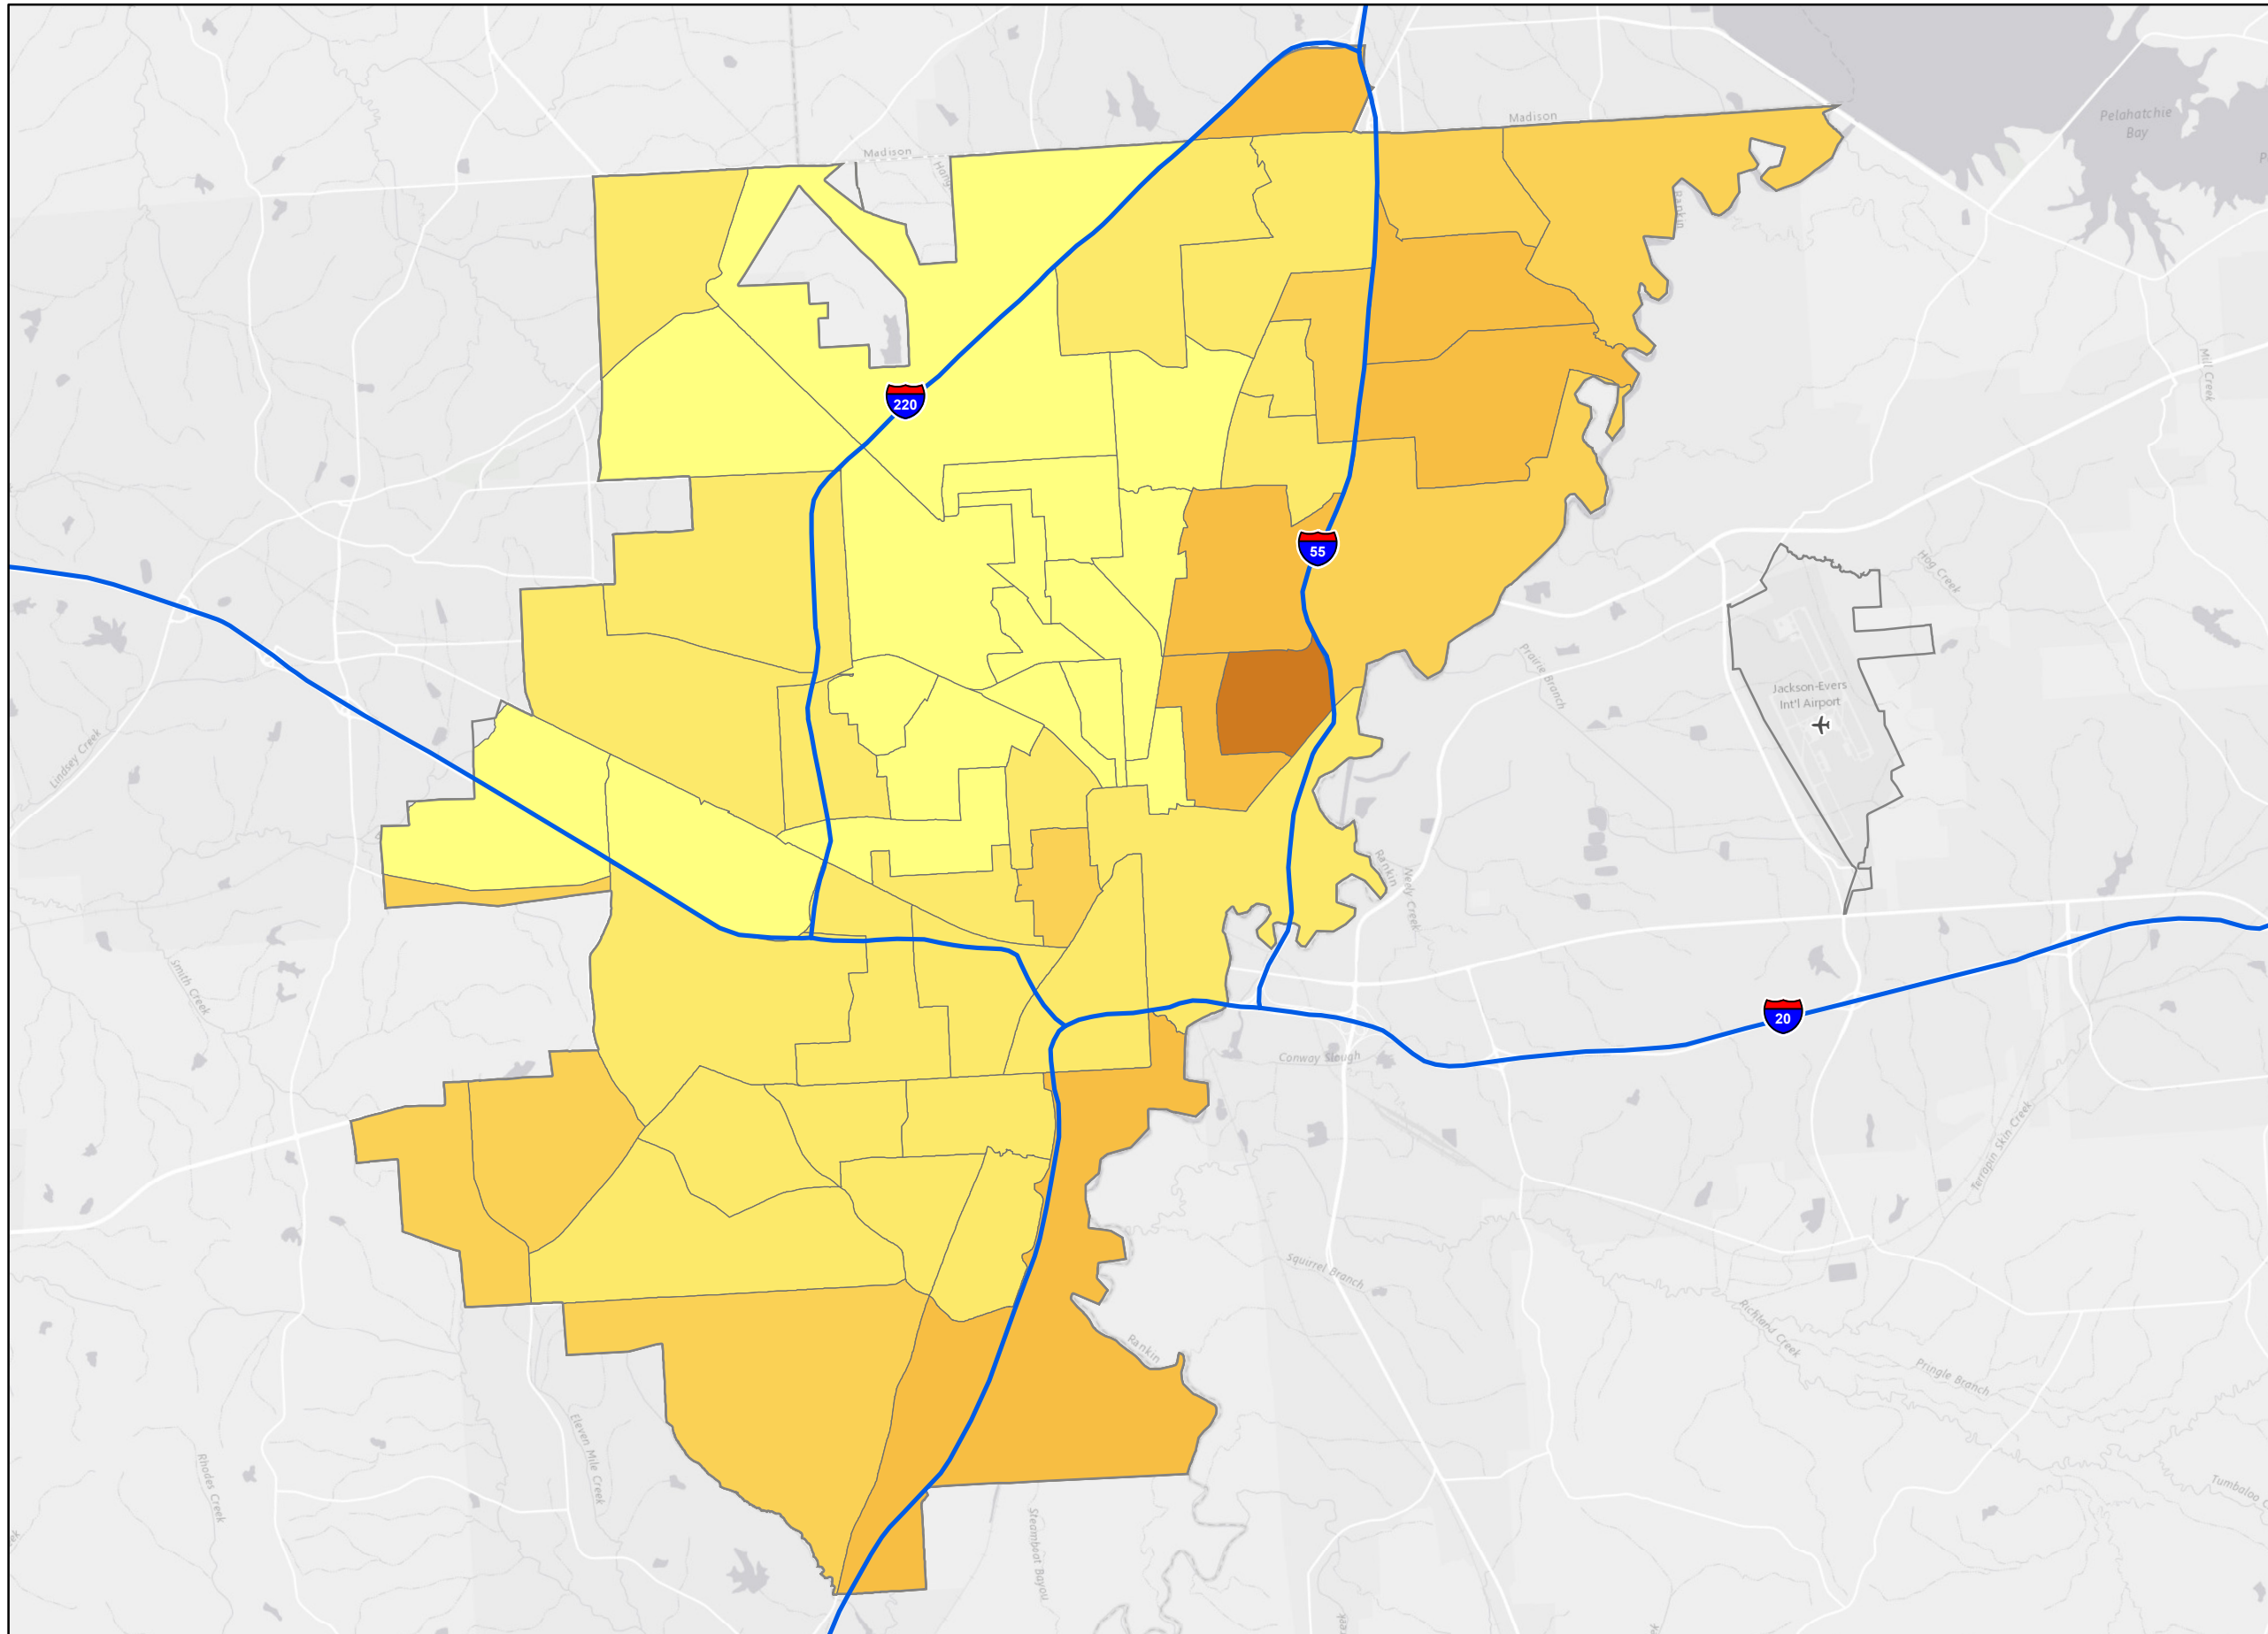 Madison
Pelahatchie
Bay
Madison
Hang
Rankin
220
Mill Creek
55
Hog Creek
Prairie Branch
Jackson-Evers
Int'l Airport
Lindsey Creek
Rankin
Neely Creek
Smith Creek
20
Conway Slough
Terrapin Skin Creek
Squirrel Branch
Richland Creek
Rankin
Pringle Branch
Eleven Mile Creek
Rhodes Creek
Tumbaloo C
Steamboat Bayou